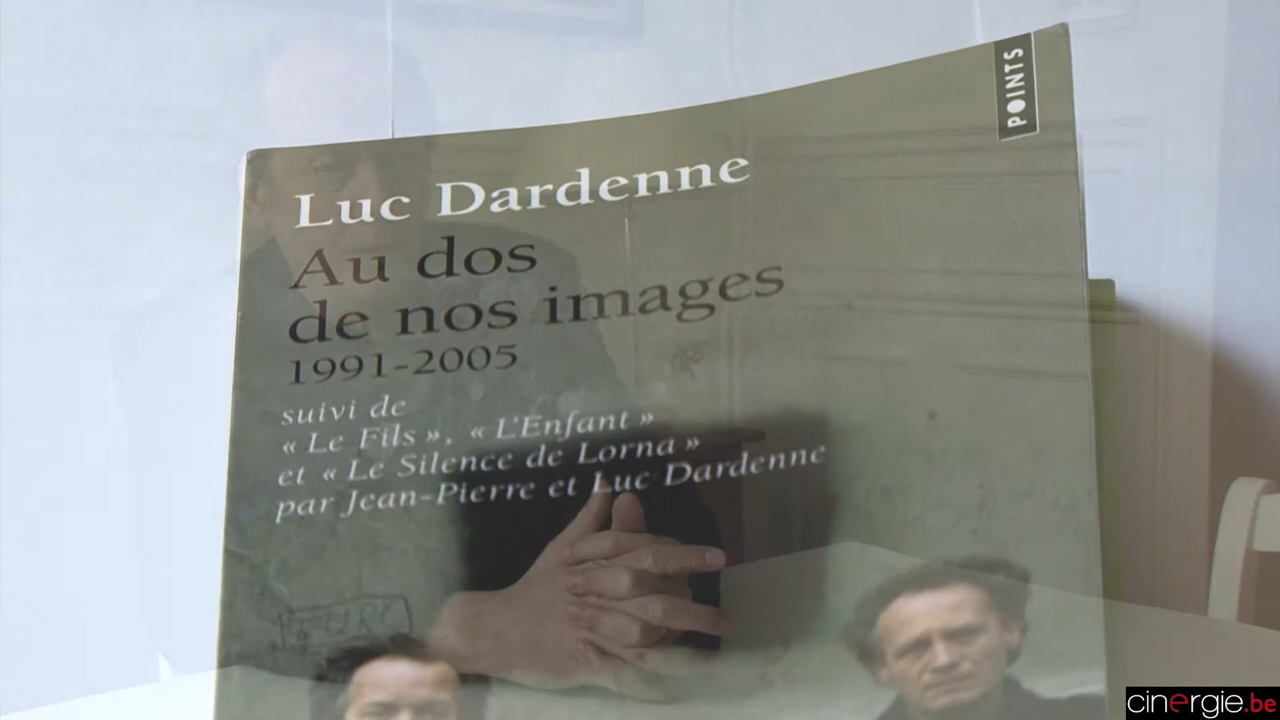 POINTS
Luc Dardenne
Au dos
de nos images
1991-2005
suivi de
« Le Fils », « L'Enfant »
et « Le Silence de Lorna »
par Jean-Pierre et Luc Dardenne
cinergie.be